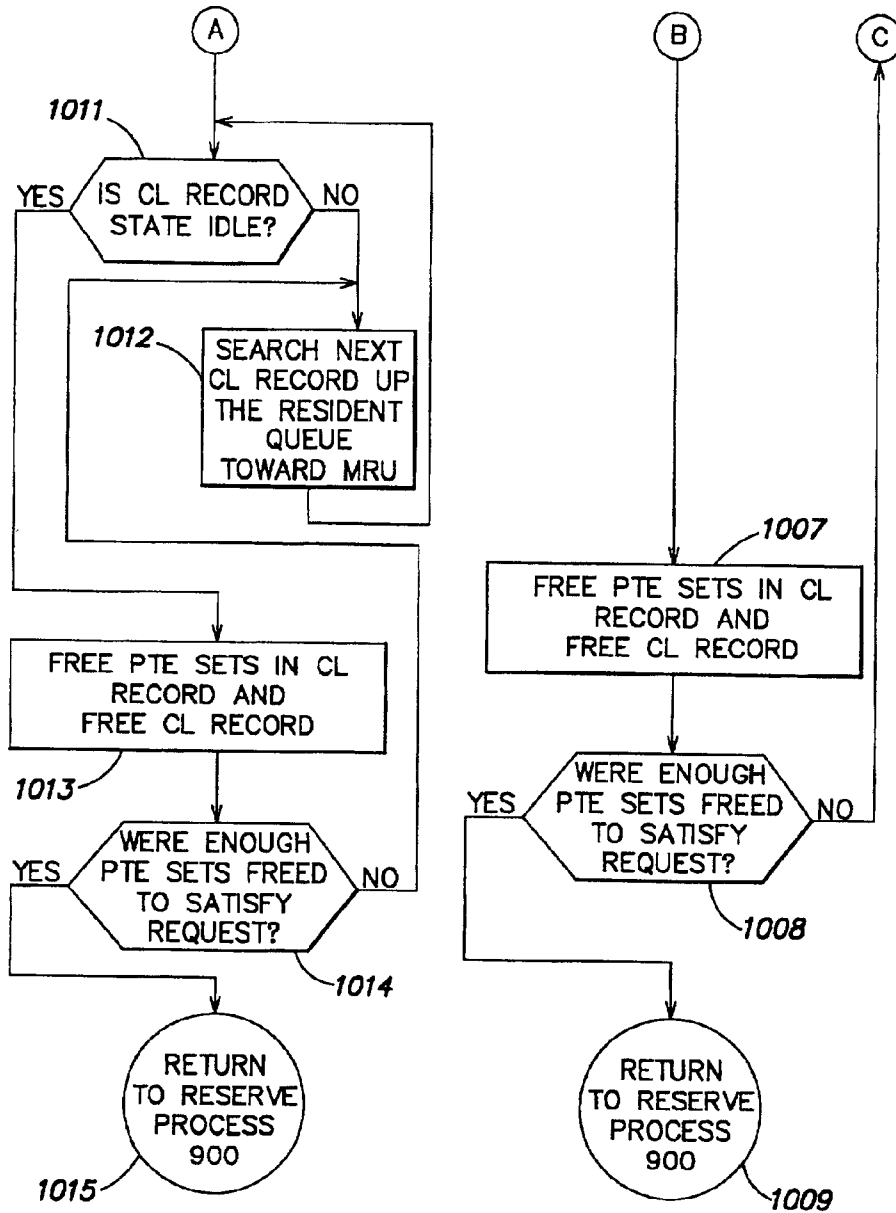 A
B
C
1011
YES
IS CL RECORD
STATE IDLE?
NO
1012
SEARCH NEXT
CL RECORD UP
THE RESIDENT
QUEUE
TOWARD MRU
FREE PTE SETS IN CL
RECORD AND
FREE CL RECORD
1013
YES
WERE ENOUGH
PTE SETS FREED
TO SATISFY
REQUEST?
NO
1014
RETURN
TO RESERVE
PROCESS
900
1015
1007
FREE PTE SETS IN CL
RECORD AND
FREE CL RECORD
YES
WERE ENOUGH
PTE SETS FREED
TO SATISFY
REQUEST?
NO
1008
RETURN
TO RESERVE
PROCESS
900
1009